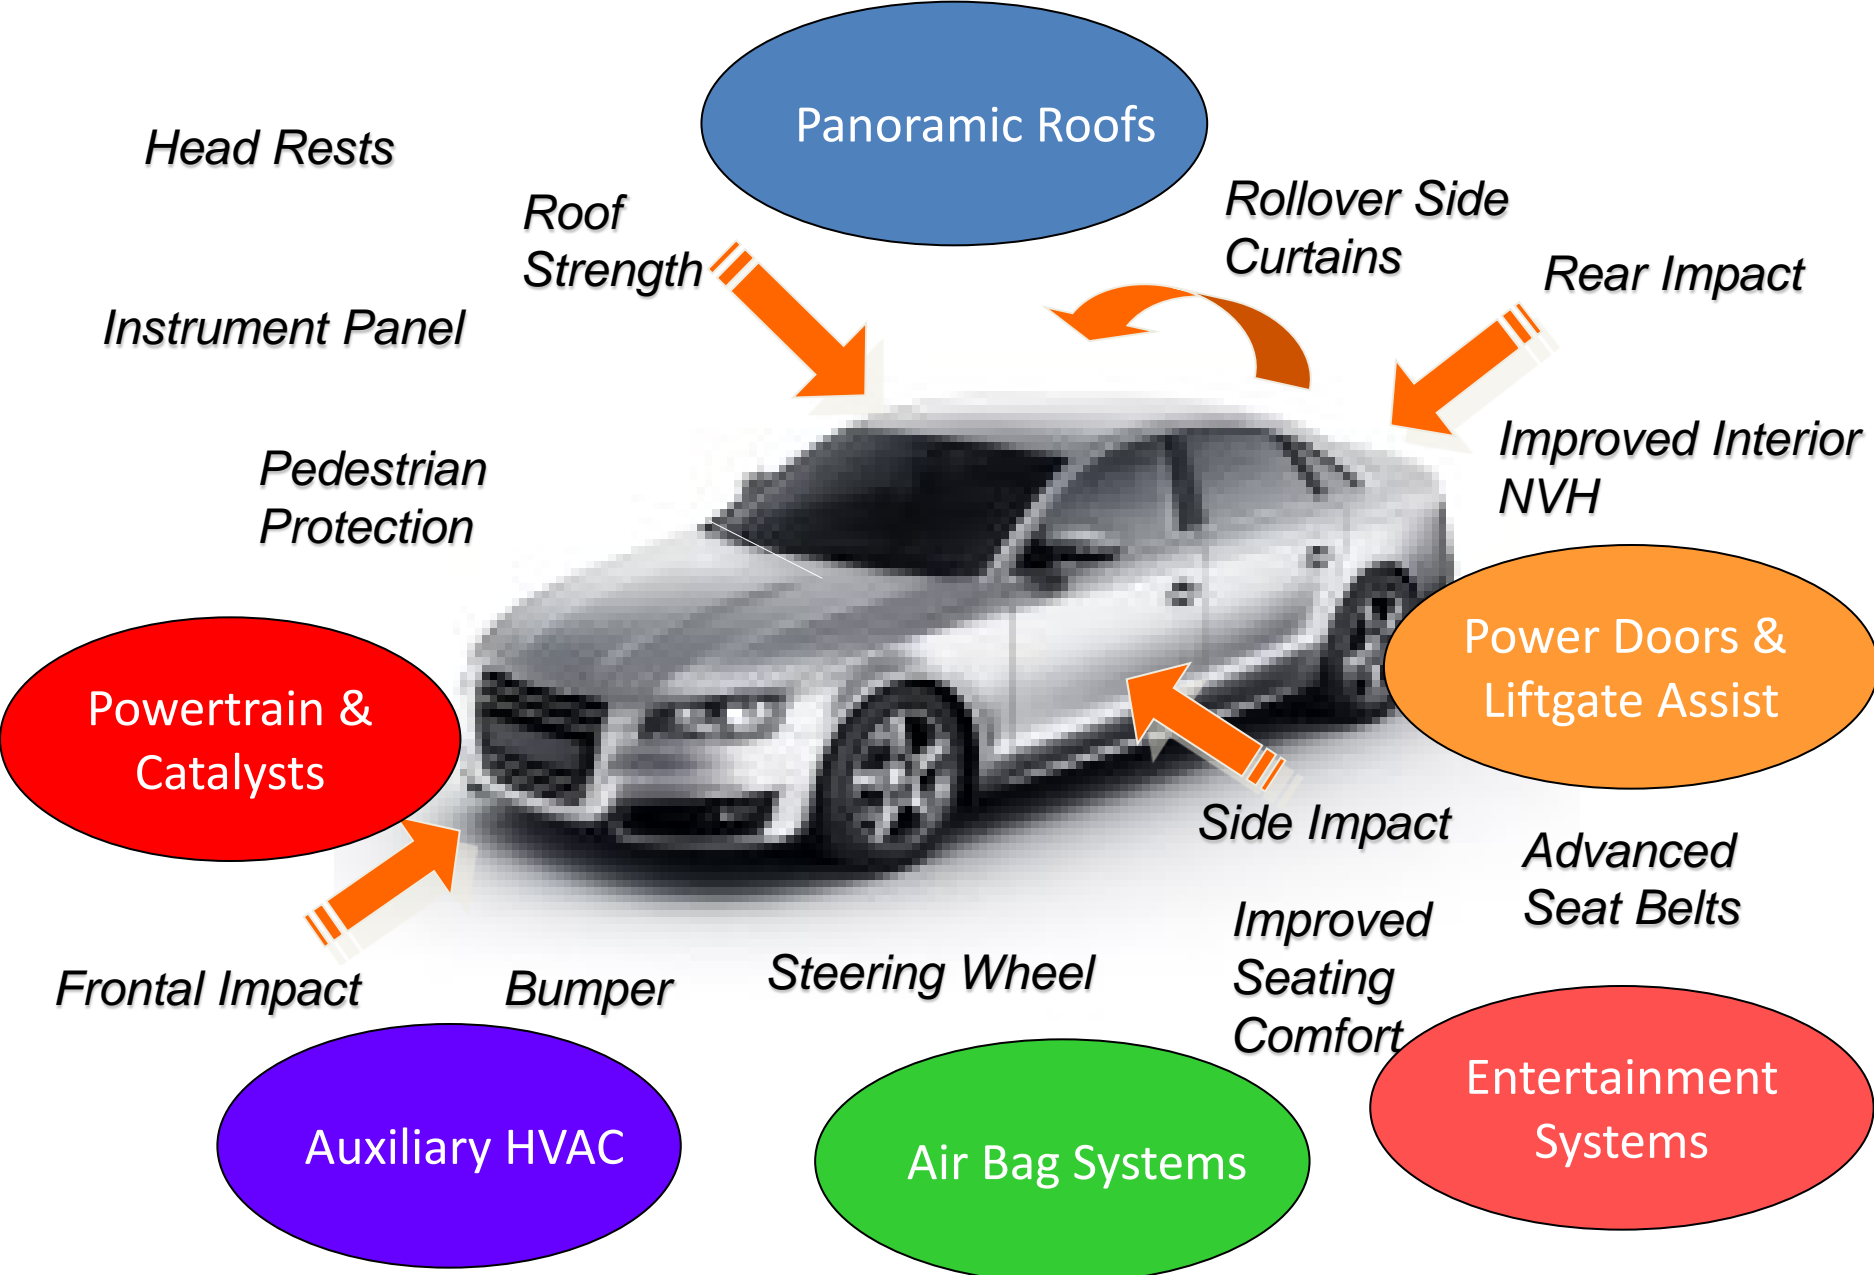 Panoramic Roofs
Head Rests
Roof
Strength
Rollover Side
Curtains
Rear Impact
Instrument Panel
Pedestrian
Protection
Improved Interior
NVH
Power Doors &
Liftgate Assist
Powertrain &
Catalysts
Side Impact
Advanced
Seat Belts
Improved
Seating
Comfort
Frontal Impact
Bumper
Steering Wheel
Auxiliary HVAC
Air Bag Systems
Entertainment
Systems